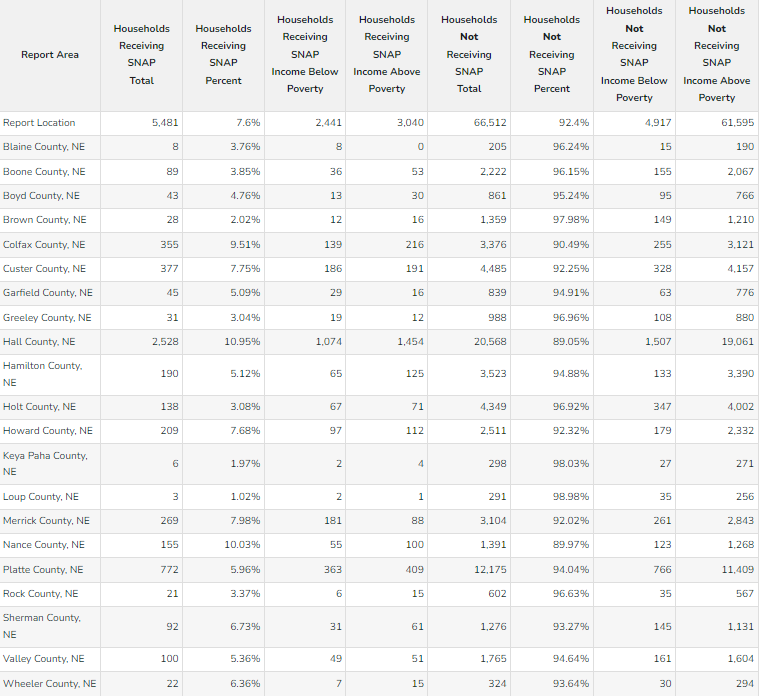 Report Area
Households Receiving SNAP Total
Households Receiving SNAP Percent
Households Receiving SNAP Income Below Poverty
Households Receiving SNAP Income Above Poverty
Households Not Receiving SNAP Total
Households Not Receiving SNAP Percent
Households Not Receiving SNAP Income Below Poverty
Households Not Receiving SNAP Income Above Poverty
Report Location 5,481 7.6% 2,441 3,040 66,512 92.4% 4,917 61,595
Blaine County, NE 8 3.76% 8 0 205 96.24% 15 190
Boone County, NE 89 3.85% 36 53 2,222 96.15% 155 2,067
Boyd County, NE 43 4.76% 13 30 861 95.24% 95 766
Brown County, NE 28 2.02% 12 16 1,359 97.98% 149 1,210
Colfax County, NE 355 9.51% 139 216 3,376 90.49% 255 3,121
Custer County, NE 377 7.75% 186 191 4,485 92.25% 328 4,157
Garfield County, NE 45 5.09% 29 16 839 94.91% 63 776
Greeley County, NE 31 3.04% 19 12 988 96.96% 108 880
Hall County, NE 2,528 10.95% 1,074 1,454 20,568 89.05% 1,507 19,061
Hamilton County, NE 190 5.12% 65 125 3,523 94.88% 133 3,390
Holt County, NE 138 3.08% 67 71 4,349 96.92% 347 4,002
Howard County, NE 209 7.68% 97 112 2,511 92.32% 179 2,332
Keya Paha County, NE 6 1.97% 2 4 298 98.03% 27 271
Loup County, NE 3 1.02% 2 1 291 98.98% 35 256
Merrick County, NE 269 7.98% 181 88 3,104 92.02% 261 2,843
Nance County, NE 155 10.03% 55 100 1,391 89.97% 123 1,268
Platte County, NE 772 5.96% 363 409 12,175 94.04% 766 11,409
Rock County, NE 21 3.37% 6 15 602 96.63% 35 567
Sherman County, NE 92 6.73% 31 61 1,276 93.27% 145 1,131
Valley County, NE 100 5.36% 49 51 1,765 94.64% 161 1,604
Wheeler County, NE 22 6.36% 7 15 324 93.64% 30 294